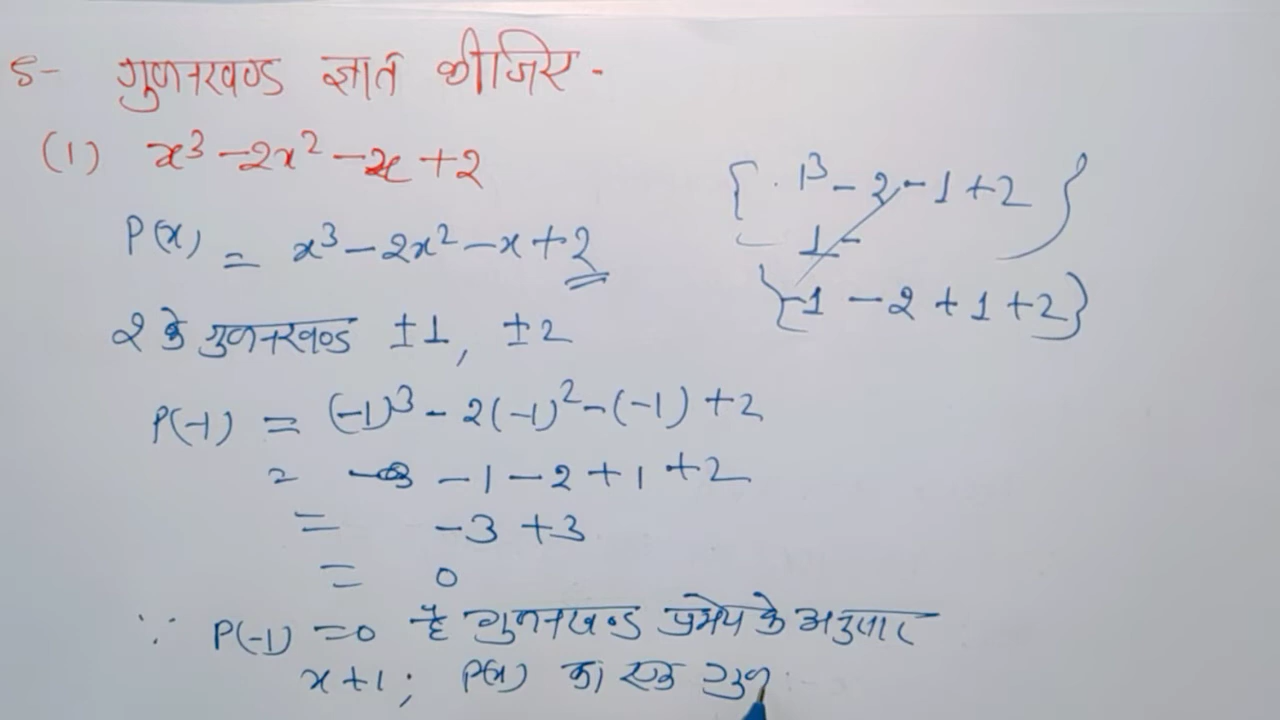 5- गुणनखण्ड ज्ञात कीजिए -
(1) x³ -2x² -x +2
P(x) = x³ - 2x² - x + 2
2 के गुणनखण्ड ±1, ±2
P(-1) = (-1)³ - 2(-1)² - (-1) + 2
= -1 - 2 + 1 + 2
= -3 + 3
= 0
∵ P(-1) = 0 है गुणनखण्ड प्रमेय के अनुसार
x + 1 ; P(x) का एक गुण
{ 1³ - 2 - 1 + 2 }
1 -
{ -1 - 2 + 1 + 2 }